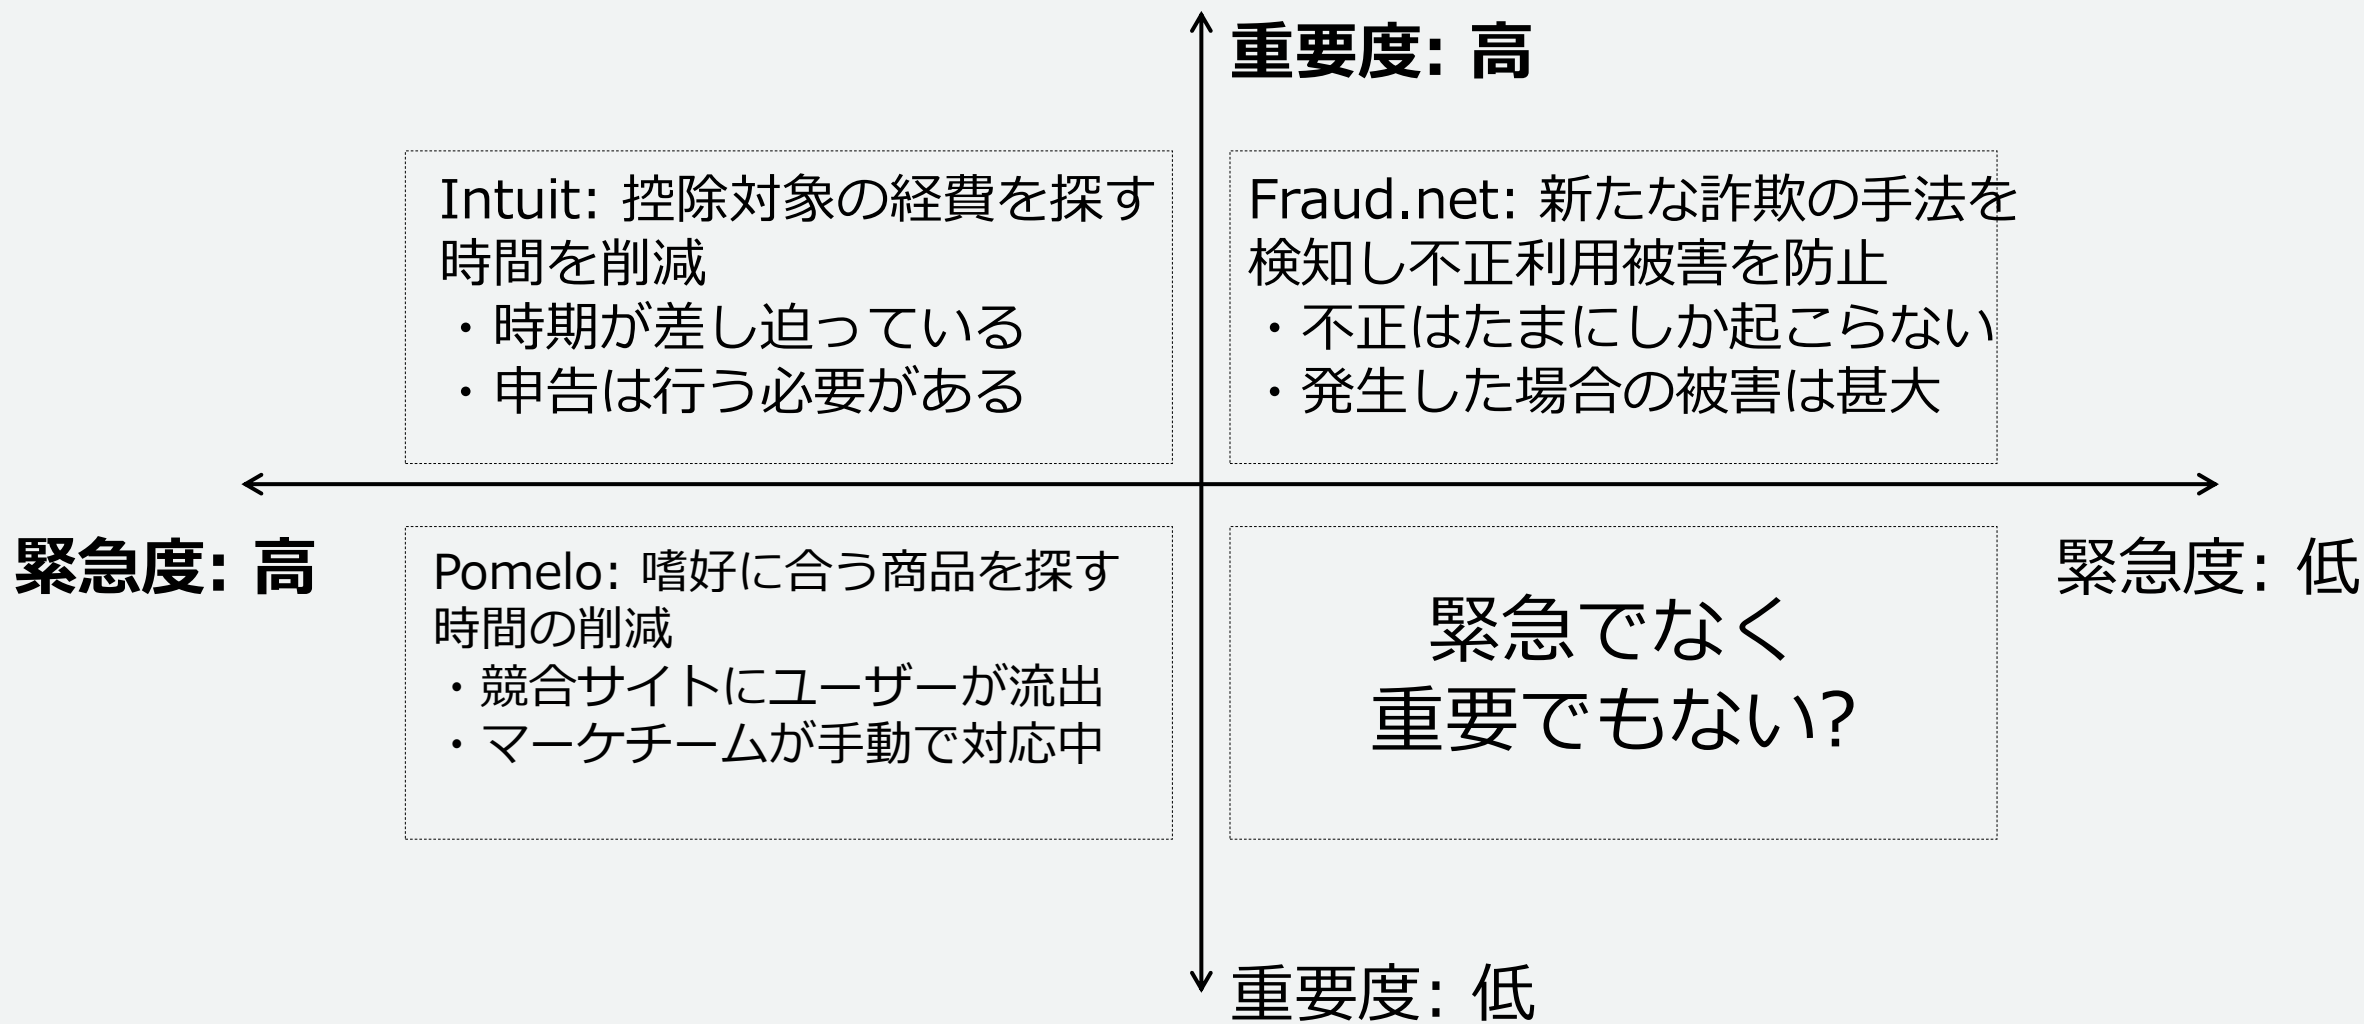 重要度: 高
Intuit: 控除対象の経費を探す
時間を削減
・時期が差し迫っている
・申告は行う必要がある
Fraud.net: 新たな詐欺の手法を
検知し不正利用被害を防止
・不正はたまにしか起こらない
・発生した場合の被害は甚大
緊急度: 高
緊急度: 低
Pomelo: 嗜好に合う商品を探す
時間の削減
・競合サイトにユーザーが流出
・マーケチームが手動で対応中
緊急でなく
重要でもない?
重要度: 低